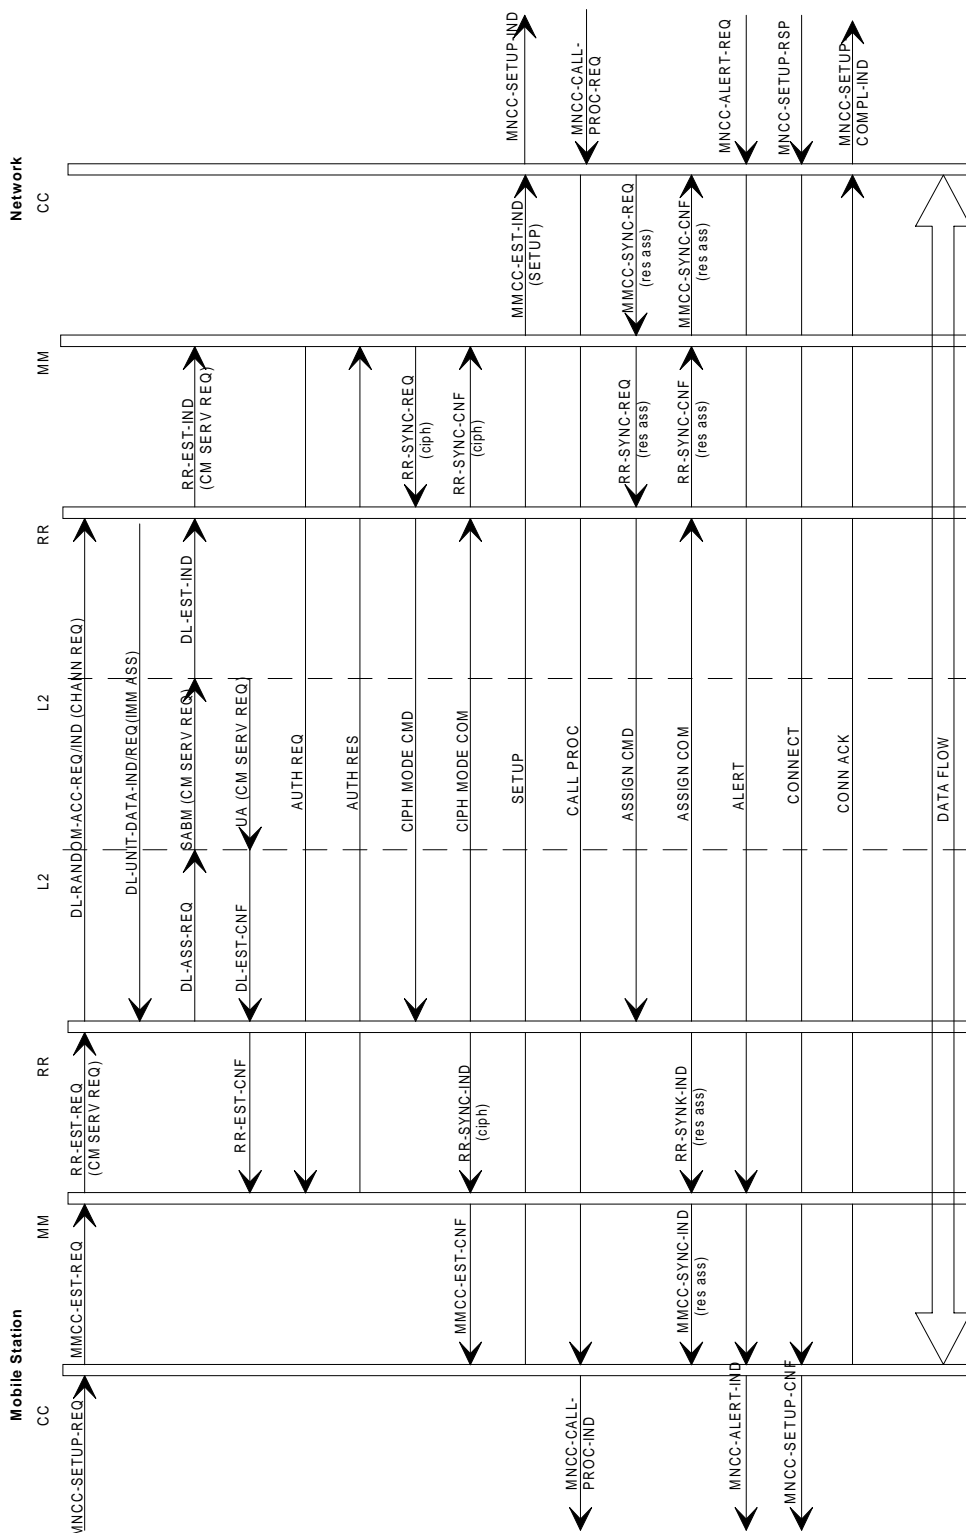 Mobile Station
Network
CC
MM
RR
L2
L2
RR
MM
CC
MNCC-SETUP-REQ
MMCC-EST-REQ
RR-EST-REQ
(CM SERV REQ)
DL-RANDOM-ACC-REQ/IND (CHANN REQ)
DL-UNIT-DATA-IND/REQ(IMM ASS)
DL-ASS-REQ
SABM (CM SERV REQ)
DL-EST-IND
RR-EST-IND
(CM SERV REQ)
RR-EST-CNF
DL-EST-CNF
UA (CM SERV REQ)
AUTH REQ
AUTH RES
CIPH MODE CMD
RR-SYNC-REQ
(ciph)
MMCC-EST-CNF
RR-SYNC-IND
(ciph)
CIPH MODE COM
RR-SYNC-CNF
(ciph)
SETUP
MMCC-EST-IND
(SETUP)
MNCC-SETUP-IND
MNCC-CALL-
PROC-IND
CALL PROC
MNCC-CALL-
PROC-REQ
ASSIGN CMD
RR-SYNC-REQ
(res ass)
MMCC-SYNC-REQ
(res ass)
MMCC-SYNC-IND
(res ass)
RR-SYNK-IND
(res ass)
ASSIGN COM
RR-SYNC-CNF
(res ass)
MMCC-SYNC-CNF
(res ass)
MNCC-ALERT-IND
ALERT
MNCC-ALERT-REQ
MNCC-SETUP-CNF
CONNECT
MNCC-SETUP-RSP
CONN ACK
MNCC-SETUP
COMPL-IND
DATA FLOW